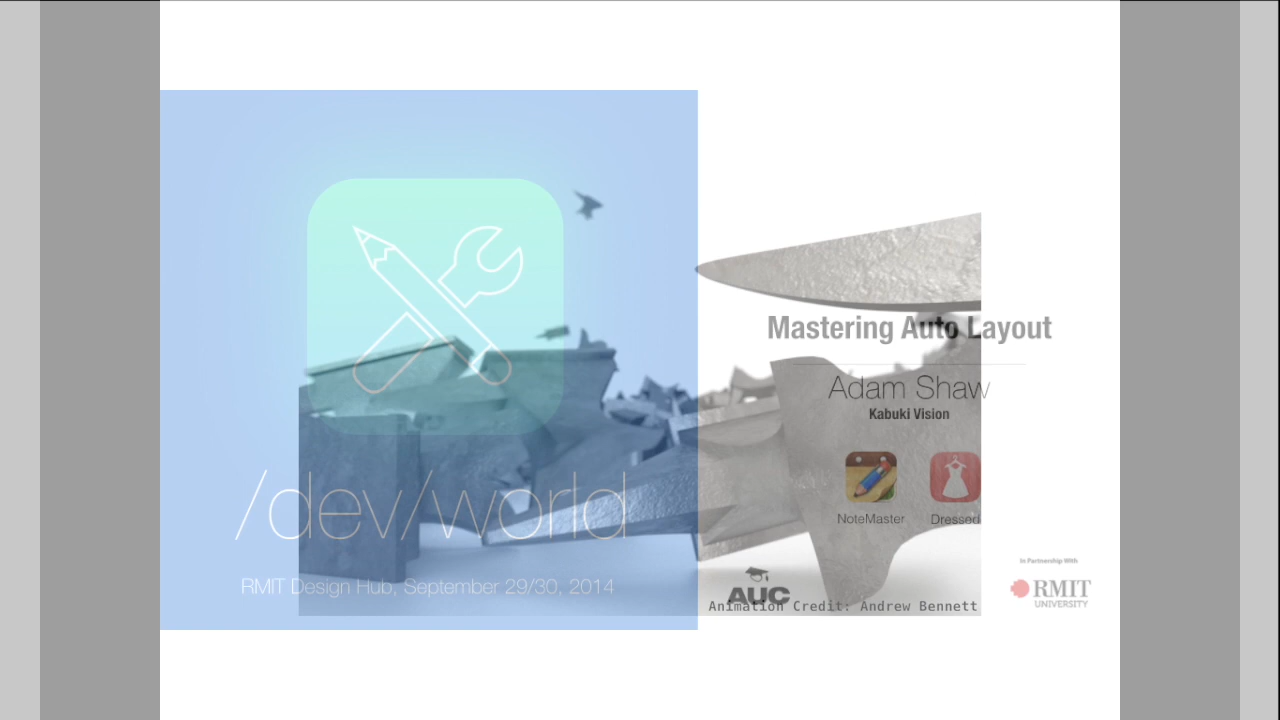 /dev/world
RMIT Design Hub, September 29/30, 2014
Mastering Auto Layout
Adam Shaw
Kabuki Vision
NoteMaster
Dressed
AUC
Animation Credit: Andrew Bennett
In Partnership With
RMIT
UNIVERSITY